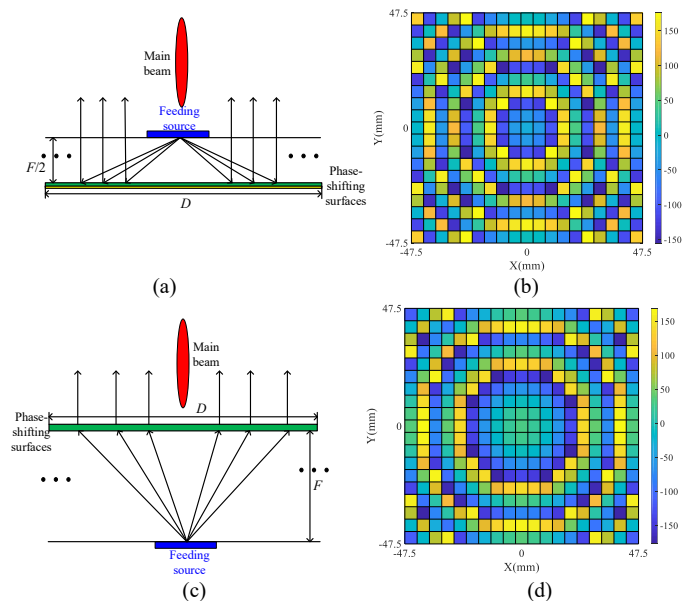 Main
beam
Feeding
source
F/2
Phase-
shifting
surfaces
D
(a)
47.5
0
-47.5
0
47.5
Y(mm)
X(mm)
150
100
50
0
-50
-100
-150
(b)
Main
beam
D
Phase-
shifting
surfaces
F
Feeding
source
(c)
47.5
0
-47.5
-47.5
0
47.5
Y(mm)
X(mm)
150
100
50
0
-50
-100
-150
(d)